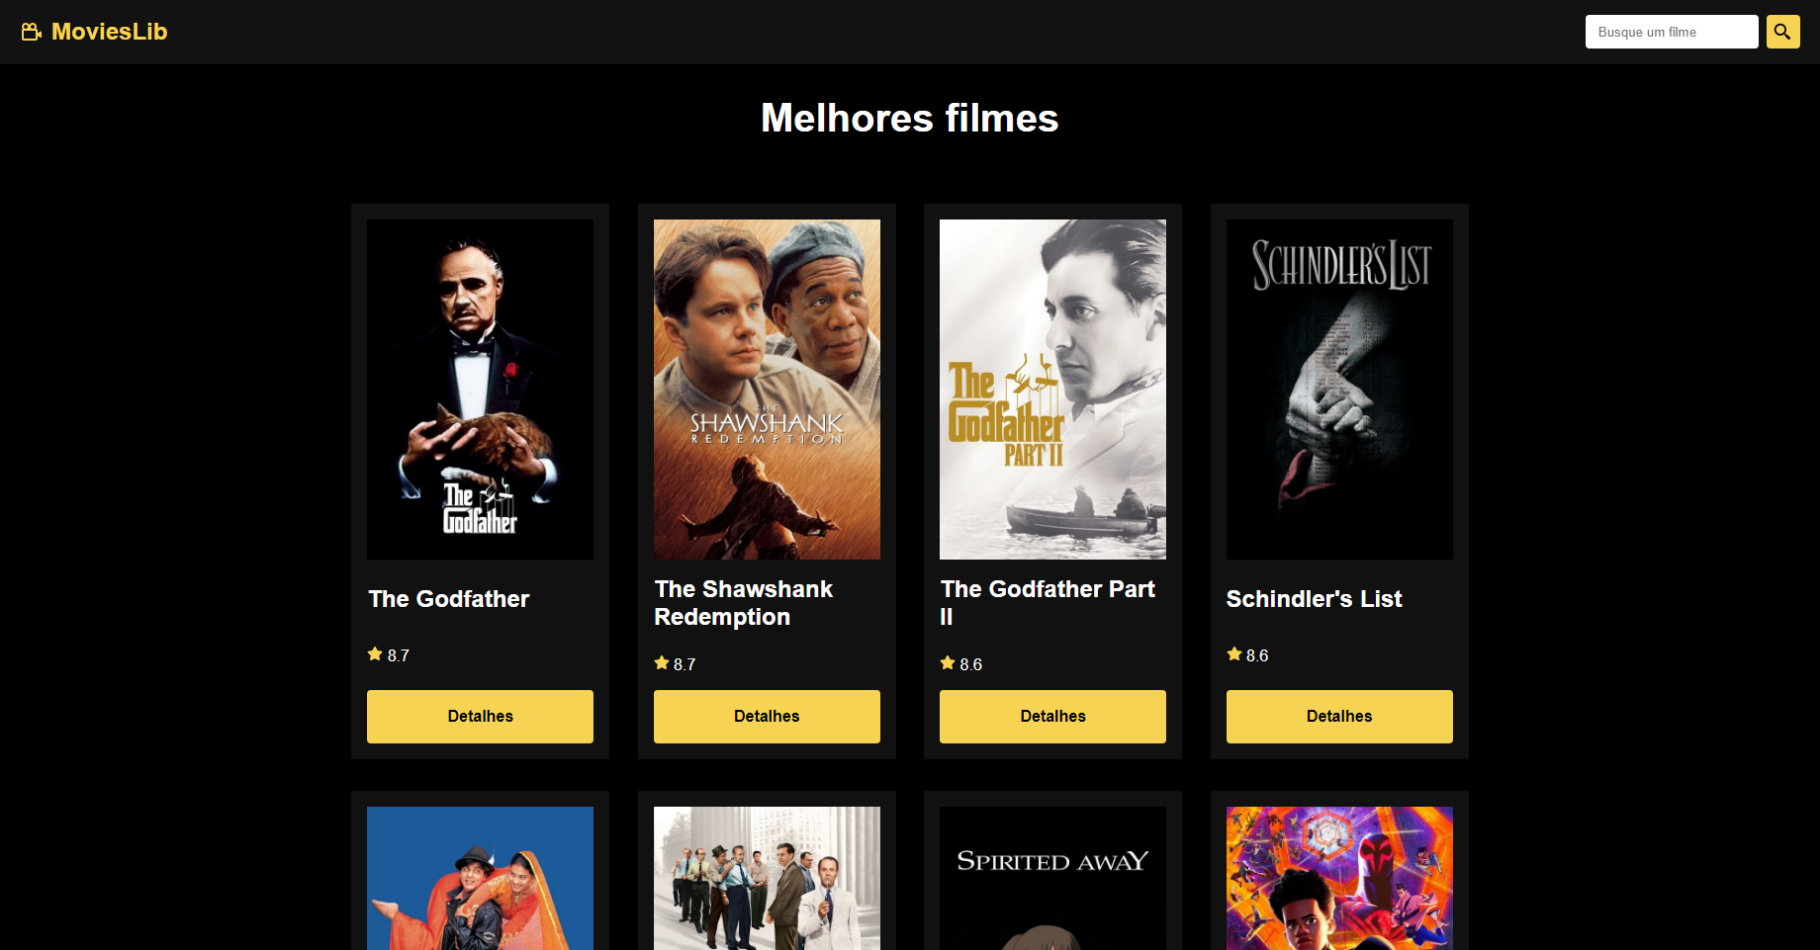 MoviesLib
Busque um filme
Melhores filmes
The
Godfather
THE
SHAWSHANK
REDEMPTION
The
Godfather
PART II
SCHINDLER'S LIST
The Godfather
The Shawshank
Redemption
The Godfather Part
II
Schindler's List
8.7
8.7
8.6
8.6
Detalhes
Detalhes
Detalhes
Detalhes
SPIRITED AWAY